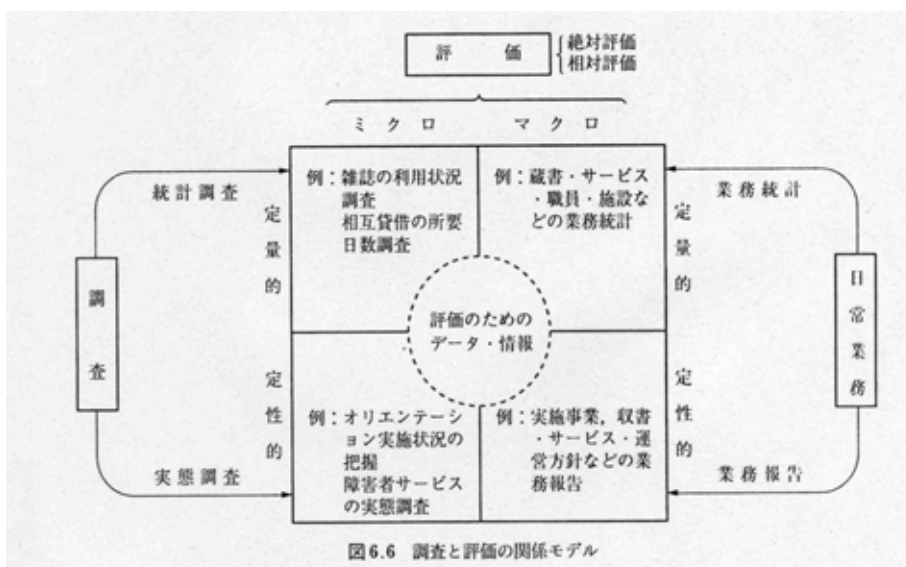 評価
絶対評価
相対評価
ミクロ
マクロ
統計調査
定量的
例：雑誌の利用状況
調査
相互貸借の所要
日数調査
例：蔵書・サービス
・職員・施設な
どの業務統計
定量的
業務統計
調査
評価のための
データ・情報
日常業務
実態調査
定性的
例：オリエンテーシ
ョン実施状況の
把握
障害者サービス
の実態調査
例：実施事業，収書
・サービス・運
営方針などの業
務報告
定性的
業務報告
図6.6 調査と評価の関係モデル